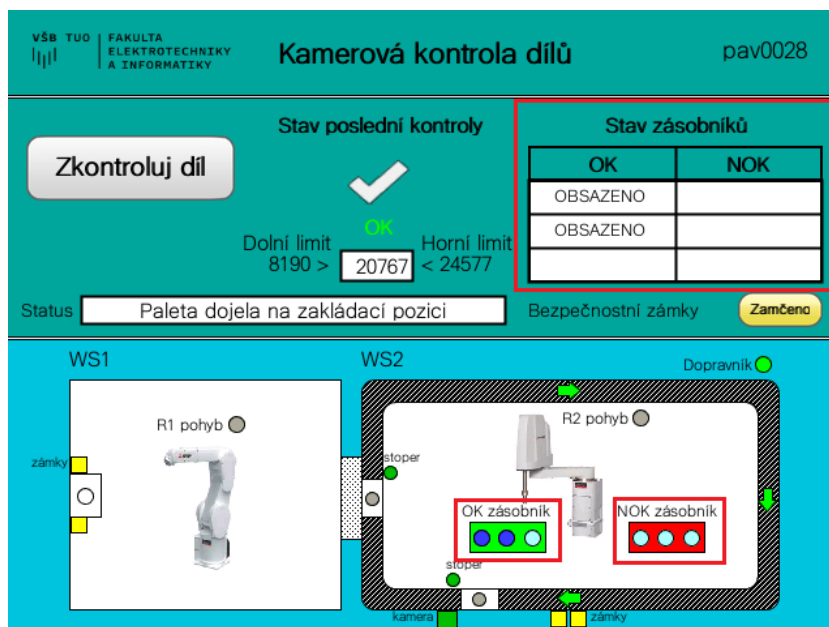 VŠB TUO
FAKULTA
ELEKTROTECHNIKY
A INFORMATIKY
Kamerová kontrola dílů
pav0028
Zkontroluj díl
Stav poslední kontroly
OK
Dolní limit
Horní limit
8190 > 20767 < 24577
Stav zásobníků
OK NOK
OBSAZENO
OBSAZENO
Status Paleta dojela na zakládací pozici
Bezpečnostní zámky Zamčeno
WS1
WS2
Dopravník
R1 pohyb
R2 pohyb
zámky
stoper
OK zásobník
NOK zásobník
stoper
kamera
zámky